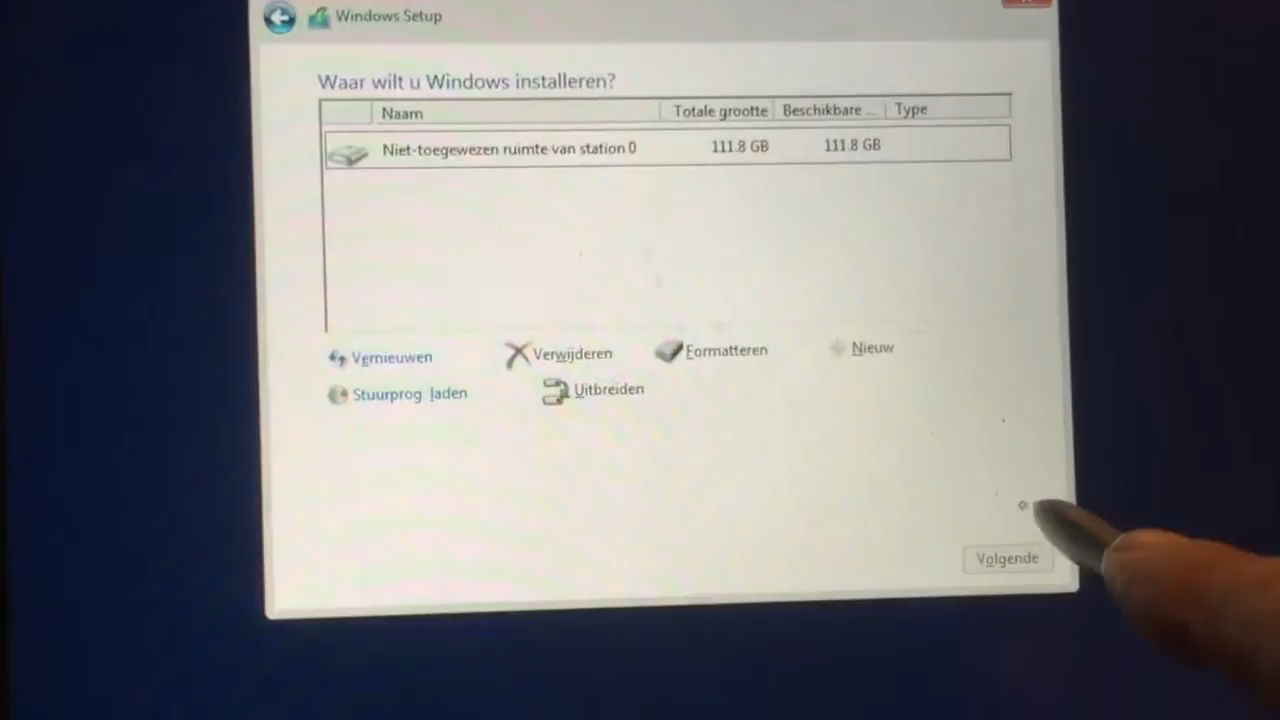 Windows Setup
Waar wilt u Windows installeren?
Naam Totale grootte Beschikbare ... Type
Niet-toegewezen ruimte van station 0 111.8 GB 111.8 GB
Vernieuwen Verwijderen Formatteren Nieuw
Stuurprog laden Uitbreiden
Volgende